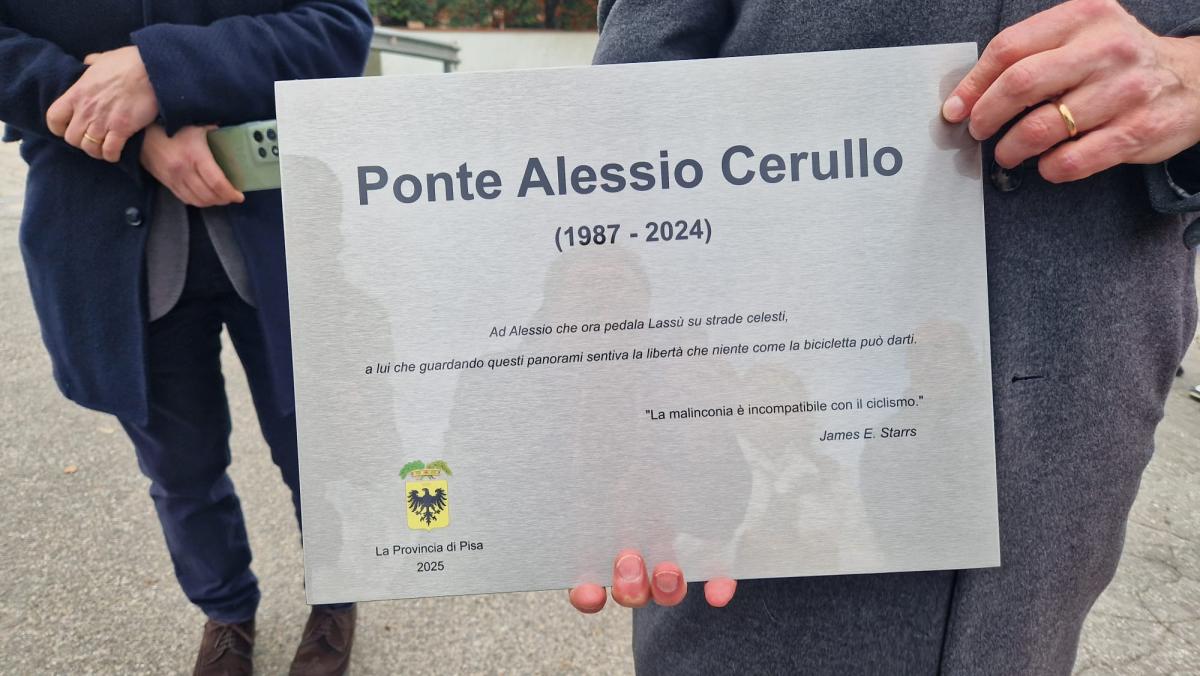 Ponte Alessio Cerullo
(1987 - 2024)
Ad Alessio che ora pedala Lassù su strade celesti,
a lui che guardando questi panorami sentiva la libertà che niente come la bicicletta può darti.
"La malinconia è incompatibile con il ciclismo."
James E. Starrs
La Provincia di Pisa
2025